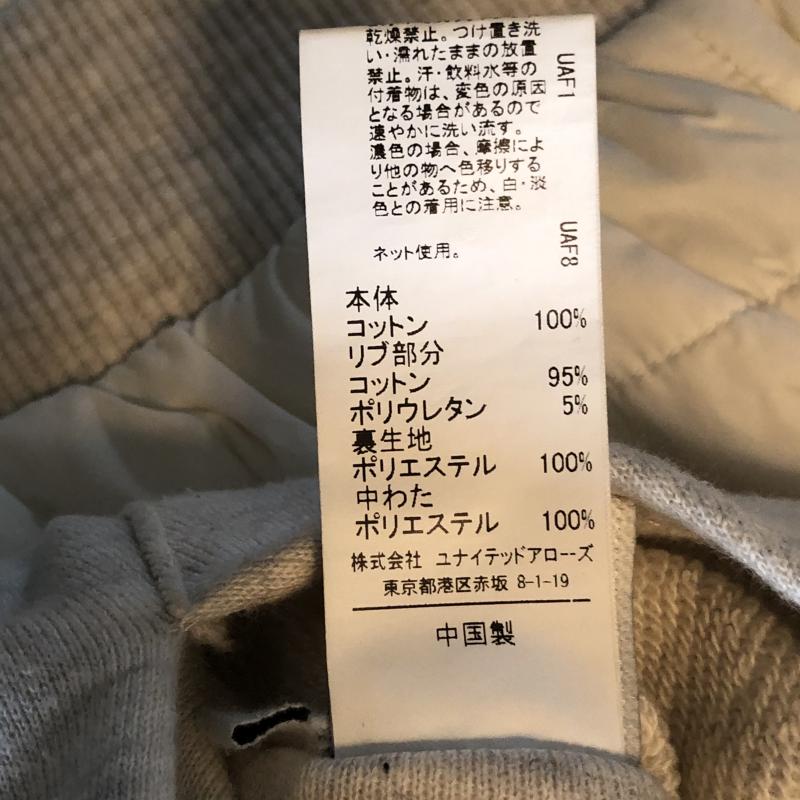 乾燥禁止。つけ置き洗
い・濡れたままの放置
禁止。汗・飲料水等の
付着物は、変色の原因
となる場合があるので
速やかに洗い流す。
濃色の場合、摩擦によ
り他の物へ色移りする
ことがあるため、白・淡
色との着用に注意。
UAF1
ネット使用。
UAF8
本体
コットン 100%
リブ部分
コットン 95%
ポリウレタン 5%
裏生地
ポリエステル 100%
中わた
ポリエステル 100%
株式会社 ユナイテッドアローズ
東京都港区赤坂 8-1-19
中国製